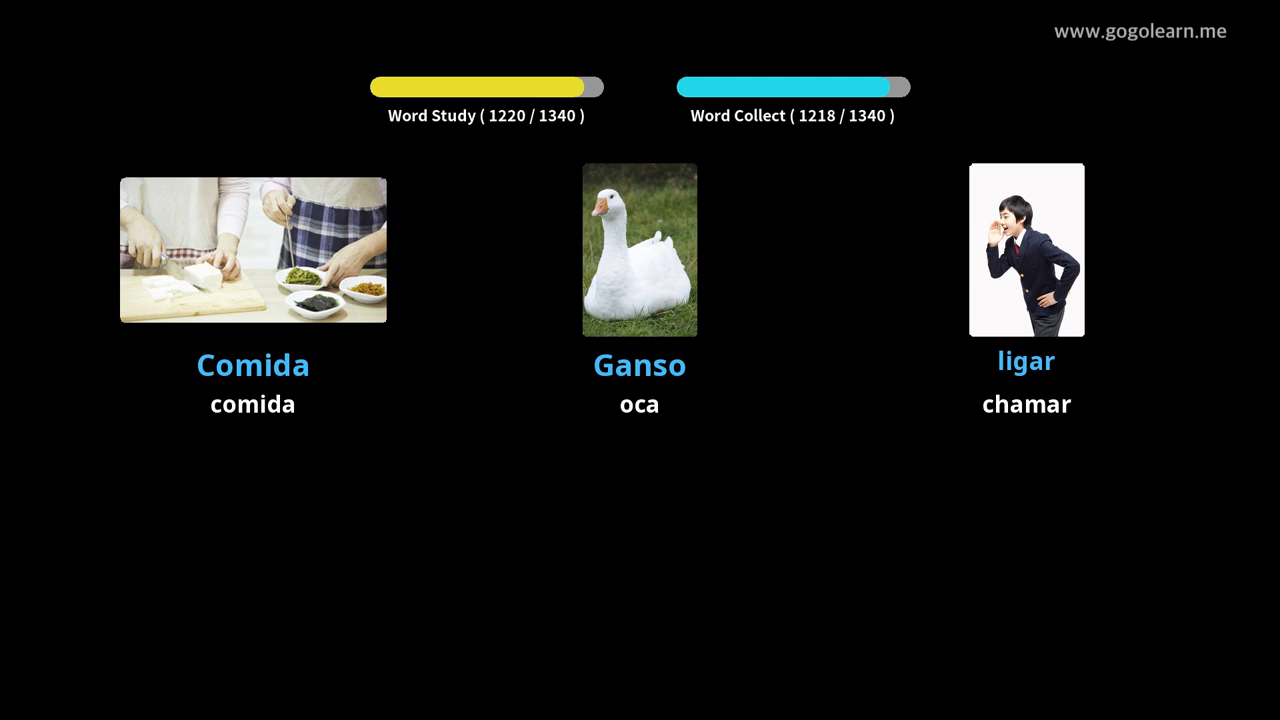 www.gogolearn.me
Word Study ( 1220 / 1340 )
Word Collect ( 1218 / 1340 )
Comida
comida
Ganso
oca
ligar
chamar